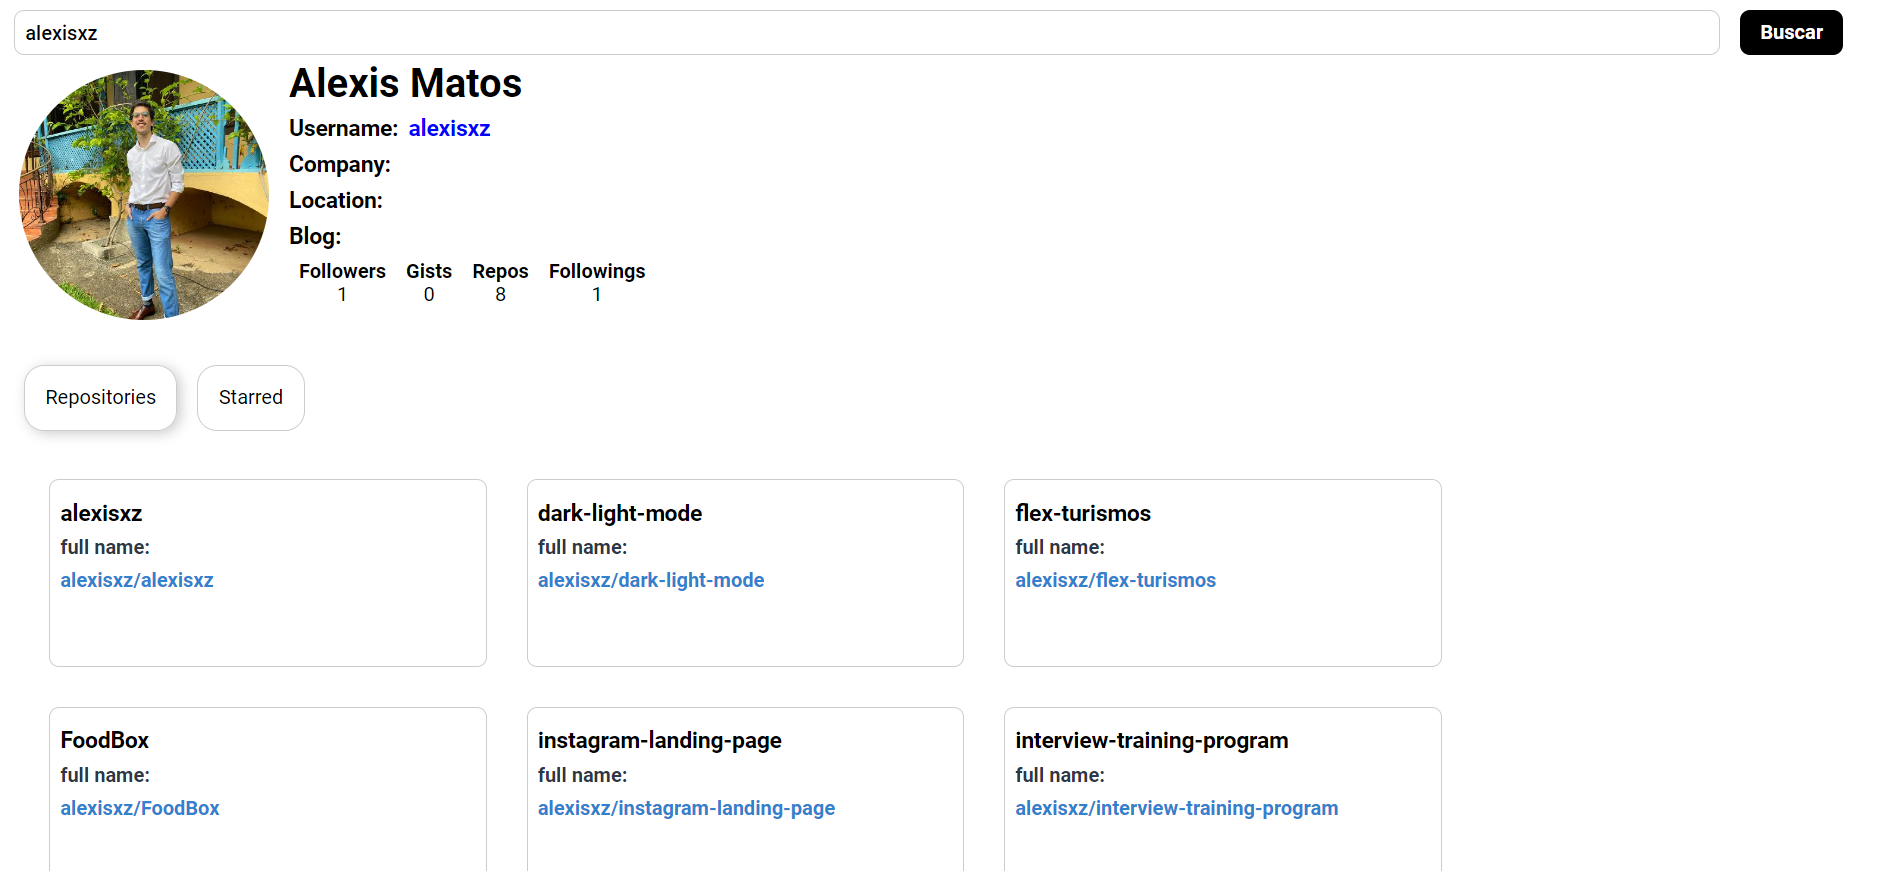 alexisxz
Buscar
Alexis Matos
Username: alexisxz
Company:
Location:
Blog:
Followers Gists Repos Followings
1 0 8 1
Repositories Starred
alexisxz
full name:
alexisxz/alexisxz
dark-light-mode
full name:
alexisxz/dark-light-mode
flex-turismos
full name:
alexisxz/flex-turismos
FoodBox
full name:
alexisxz/FoodBox
instagram-landing-page
full name:
alexisxz/instagram-landing-page
interview-training-program
full name:
alexisxz/interview-training-program